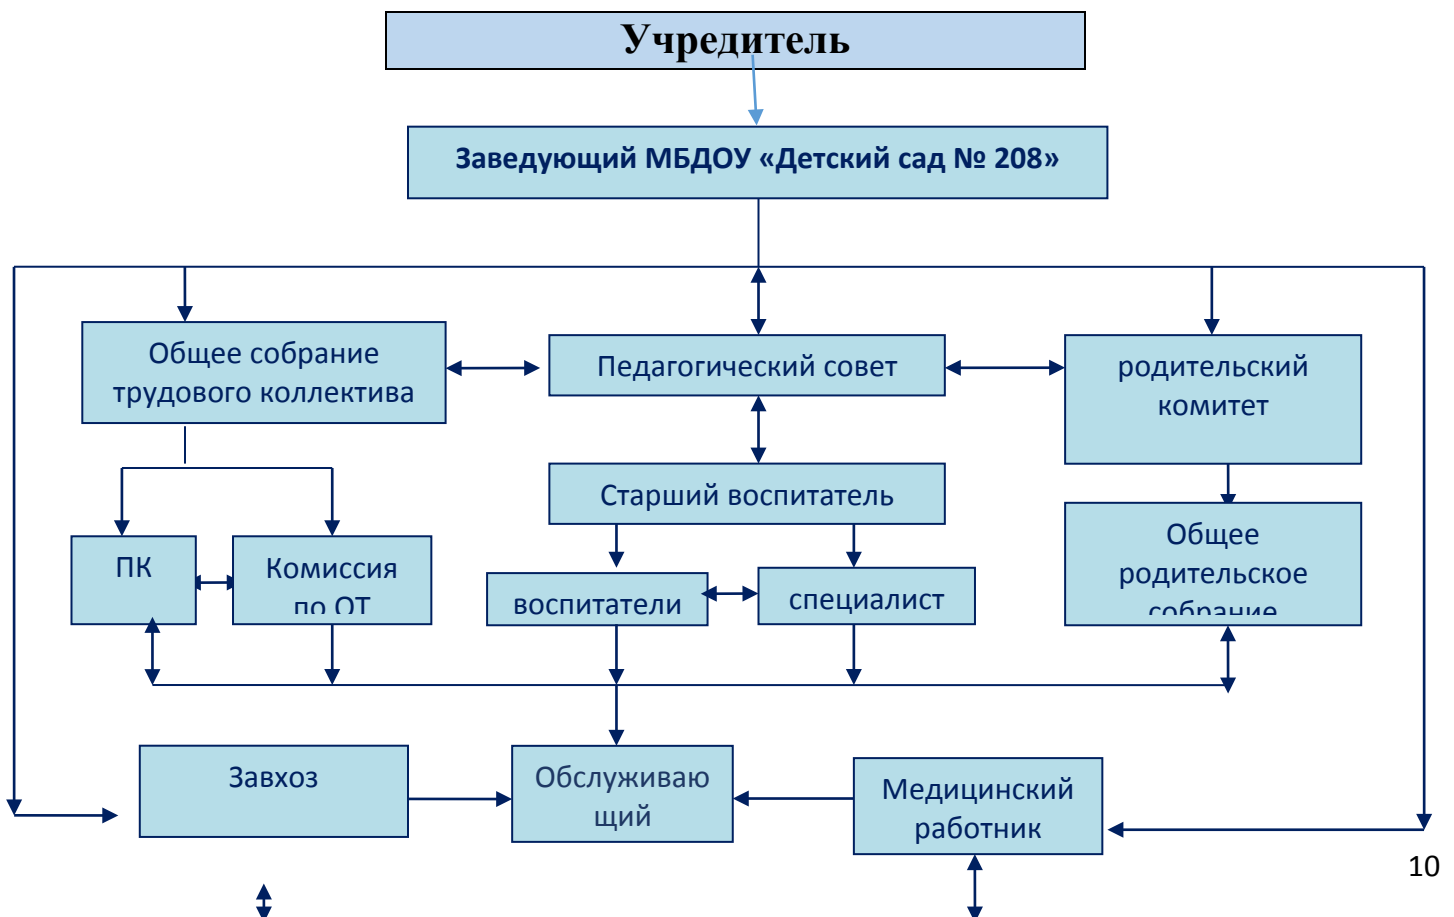 Учредитель
Заведующий МБДОУ «Детский сад № 208»
Общее собрание
трудового коллектива
Педагогический совет
родительский
комитет
Старший воспитатель
ПК
Комиссия
по ОТ
воспитатели
специалист
Общее
родительское
собрание
Завхоз
Обслуживаю
щий
Медицинский
работник
10